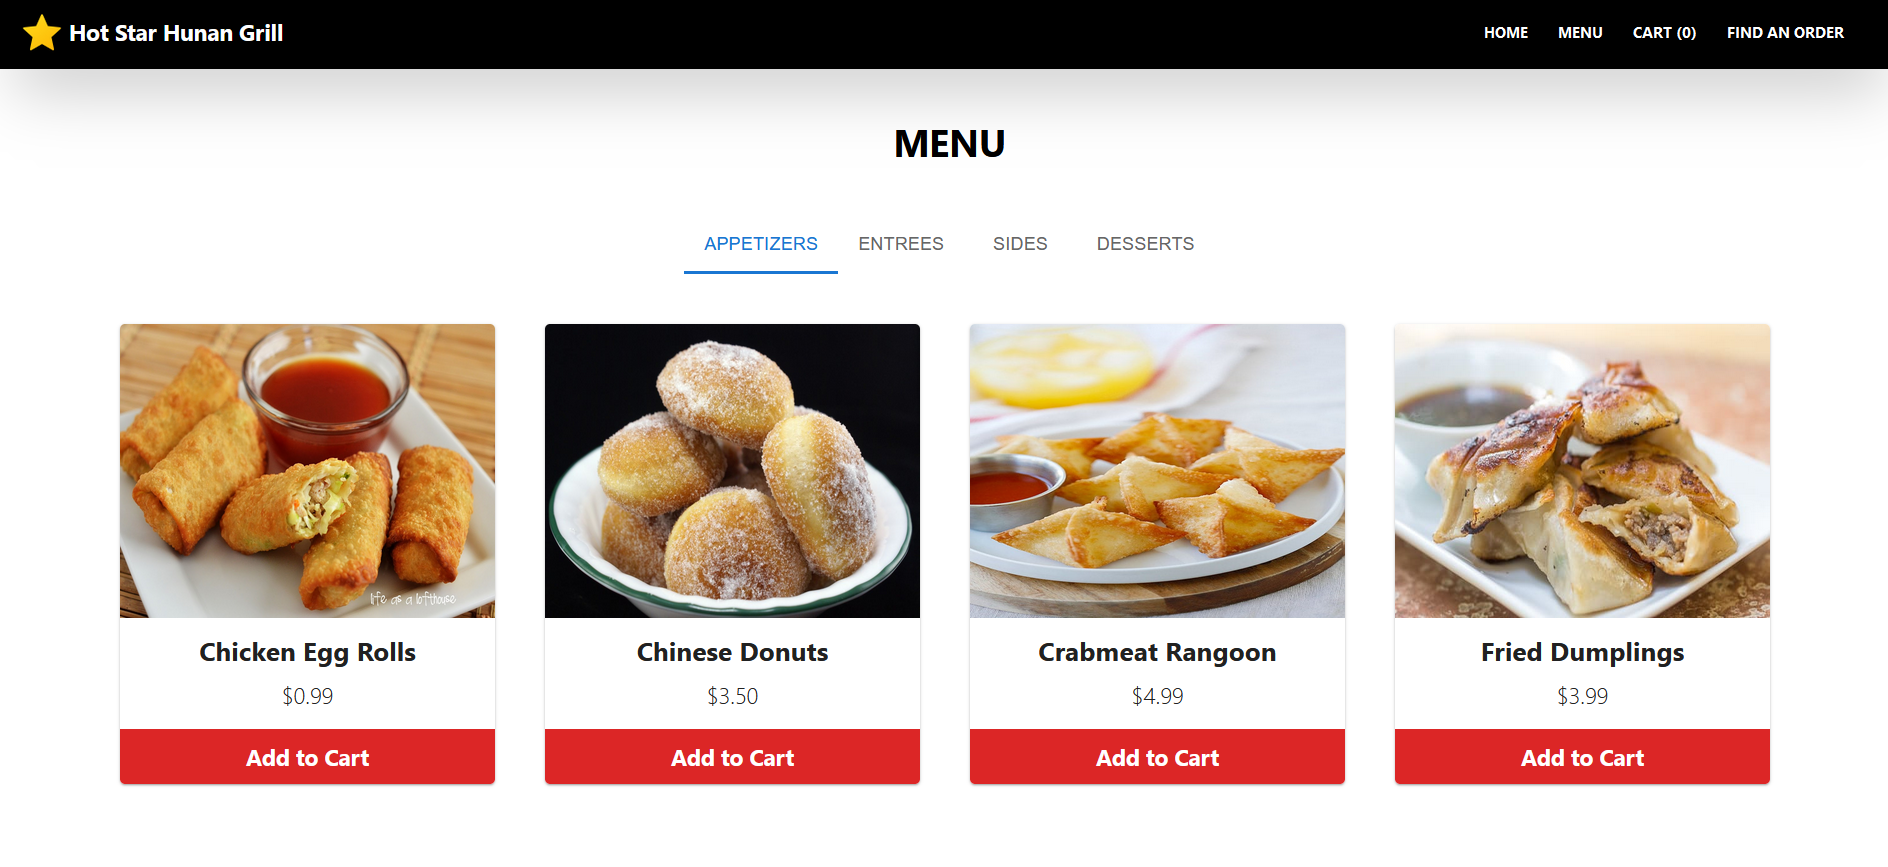 Hot Star Hunan Grill
HOME MENU CART (0) FIND AN ORDER
MENU
APPETIZERS ENTREES SIDES DESSERTS
life as a lofthouse
Chicken Egg Rolls
$0.99
Add to Cart
Chinese Donuts
$3.50
Add to Cart
Crabmeat Rangoon
$4.99
Add to Cart
Fried Dumplings
$3.99
Add to Cart